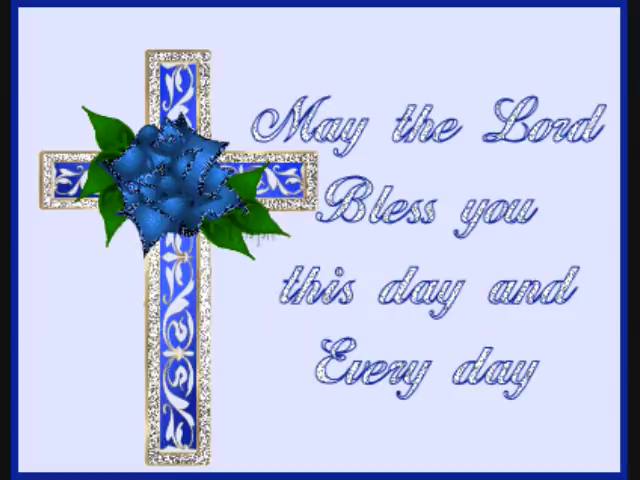 May the Lord
Bless you
this day and
Every day